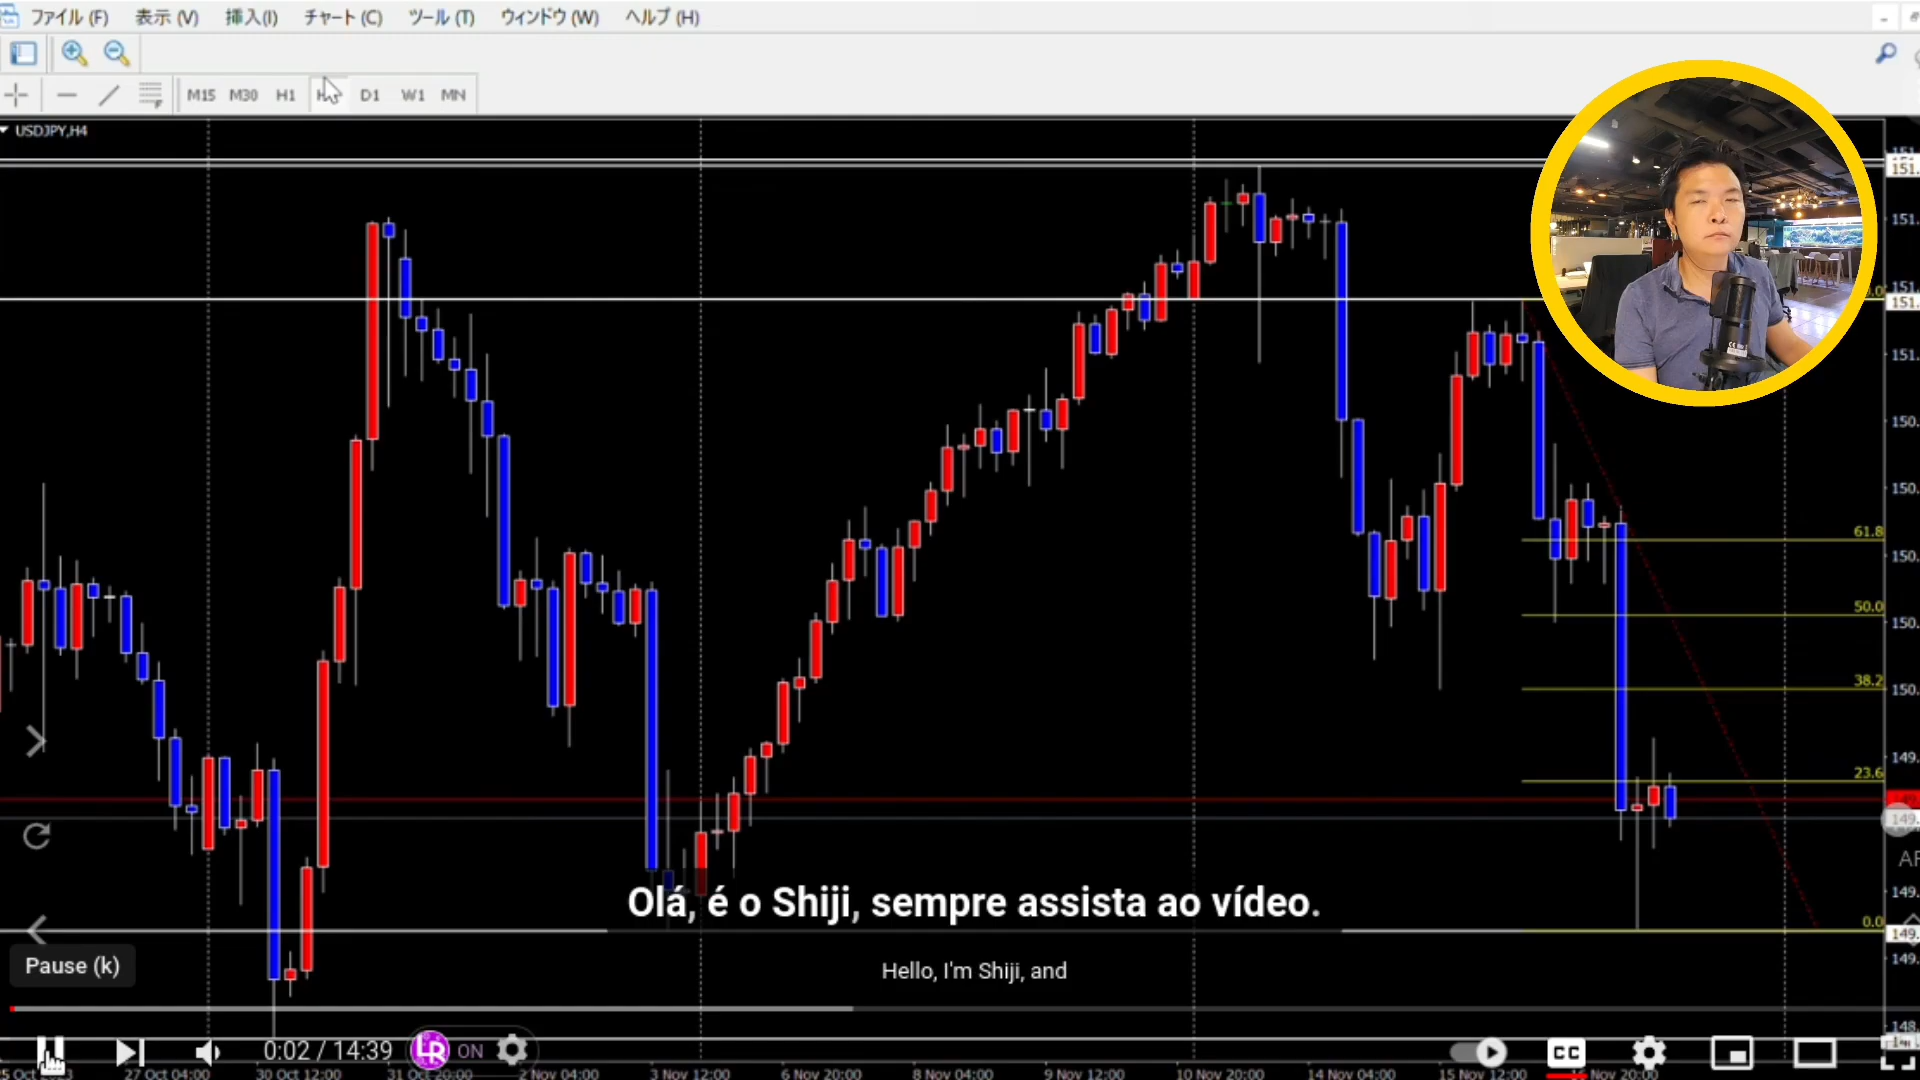 ファイル (F) 表示 (V) 挿入(I) チャート (C) ツール (T) ウィンドウ (W) ヘルプ (H)
M15 M30 H1 D1 W1 MN
USDJPY,H4
61.8
50.0
38.2
23.6
0.0
Olá, é o Shiji, sempre assista ao vídeo.
Hello, I'm Shiji, and
Pause (k)
0:02 / 14:39 LR ON CC
27 Oct 04:00 30 Oct 12:00 31 Oct 20:00 2 Nov 04:00 3 Nov 12:00 6 Nov 20:00 8 Nov 04:00 9 Nov 12:00 10 Nov 20:00 14 Nov 04:00 15 Nov 12:00 Nov 20:00